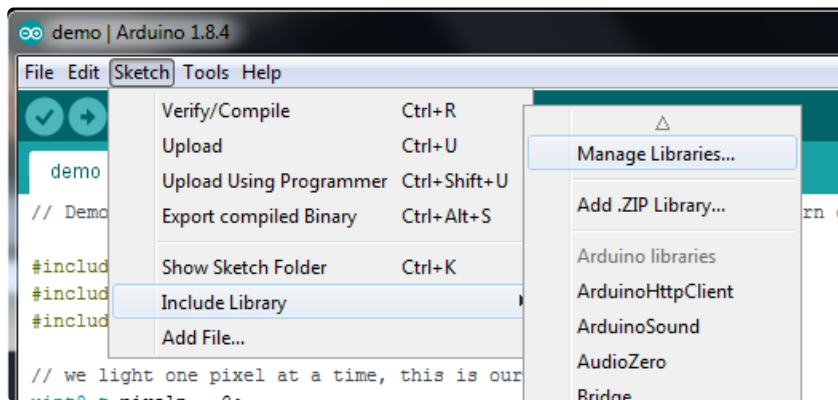 demo | Arduino 1.8.4
File Edit Sketch Tools Help
Verify/Compile Ctrl+R
Upload Ctrl+U
Upload Using Programmer Ctrl+Shift+U
Export compiled Binary Ctrl+Alt+S
Show Sketch Folder Ctrl+K
Include Library
Add File...
Manage Libraries...
Add .ZIP Library...
Arduino libraries
ArduinoHttpClient
ArduinoSound
AudioZero
Bridge
demo
// Demo
#includ
#includ
#includ
// we light one pixel at a time, this is our